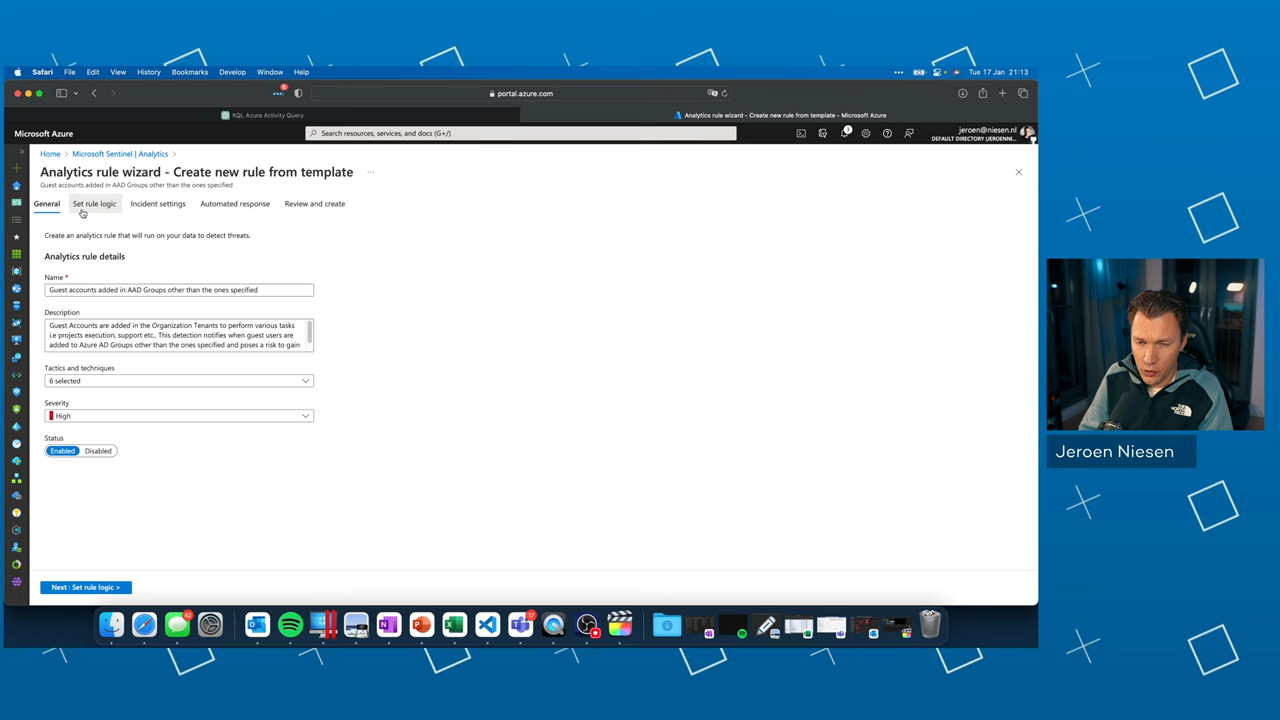 Safari File Edit View History Bookmarks Develop Window Help
Tue 17 Jan 21:13
portal.azure.com
KQL Azure Activity Query
Analytics rule wizard - Create new rule from template - Microsoft Azure
Microsoft Azure
Search resources, services, and docs (G+/)
1
jeroen@niesen.nl
DEFAULT DIRECTORY (JEROENNI...
Home > Microsoft Sentinel | Analytics >
Analytics rule wizard - Create new rule from template ...
Guest accounts added in AAD Groups other than the ones specified
General Set rule logic Incident settings Automated response Review and create
Create an analytics rule that will run on your data to detect threats.
Analytics rule details
Name *
Guest accounts added in AAD Groups other than the ones specified
Description
Guest Accounts are added in the Organization Tenants to perform various tasks
i.e projects execution, support etc.. This detection notifies when guest users are
added to Azure AD Groups other than the ones specified and poses a risk to gain
Tactics and techniques
6 selected
Severity
High
Status
Enabled Disabled
Next : Set rule logic >
Jeroen Niesen
42
17